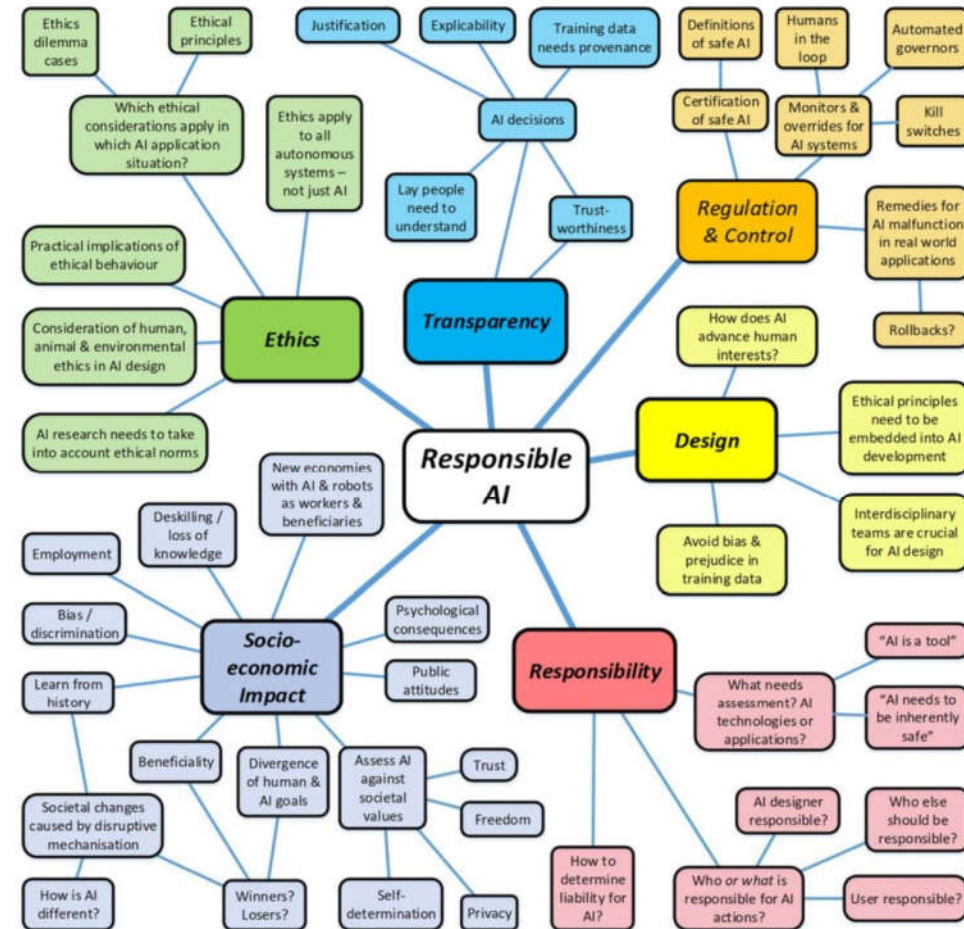 Ethics
dilemma
cases
Ethical
principles
Which ethical
considerations apply in
which AI application
situation?
Ethics apply
to all
autonomous
systems –
not just AI
Practical implications of
ethical behaviour
Consideration of human,
animal & environmental
ethics in AI design
AI research needs to take
into account ethical norms
Ethics
Justification
Explicability
Training data
needs provenance
AI decisions
Lay people
need to
understand
Trust-
worthiness
Transparency
Definitions
of safe AI
Humans
in the
loop
Automated
governors
Certification
of safe AI
Monitors &
overrides for
AI systems
Kill
switches
Regulation
& Control
Remedies for
AI malfunction
in real world
applications
Rollbacks?
How does AI
advance human
interests?
Design
Ethical principles
need to be
embedded into AI
development
Interdisciplinary
teams are crucial
for AI design
Avoid bias &
prejudice in
training data
Responsible
AI
New economies
with AI & robots
as workers &
beneficiaries
Deskilling /
loss of
knowledge
Employment
Bias /
discrimination
Learn from
history
Socio-
economic
Impact
Psychological
consequences
Public
attitudes
Beneficiality
Divergence
of human &
AI goals
Assess AI
against
societal
values
Trust
Freedom
Societal changes
caused by disruptive
mechanisation
How is AI
different?
Winners?
Losers?
Self-
determination
Privacy
Responsibility
What needs
assessment? AI
technologies or
applications?
“AI is a tool”
“AI needs to
be inherently
safe”
How to
determine
liability for
AI?
AI designer
responsible?
Who else
should be
responsible?
Who or what is
responsible for AI
actions?
User responsible?